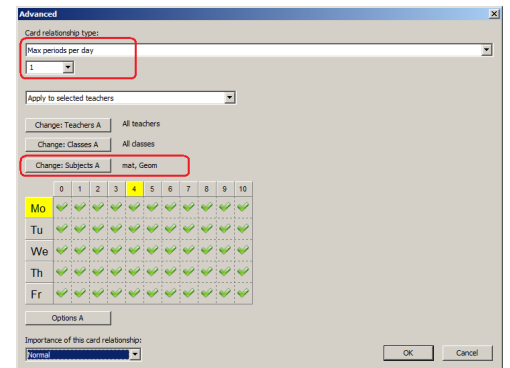 Advanced
Card relationship type:
Max periods per day
1
Apply to selected teachers
Change: Teachers A All teachers
Change: Classes A All classes
Change: Subjects A mat, Geom
0 1 2 3 4 5 6 7 8 9 10
Mo
Tu
We
Th
Fr
Options A
Importance of this card relationship:
Normal
OK Cancel